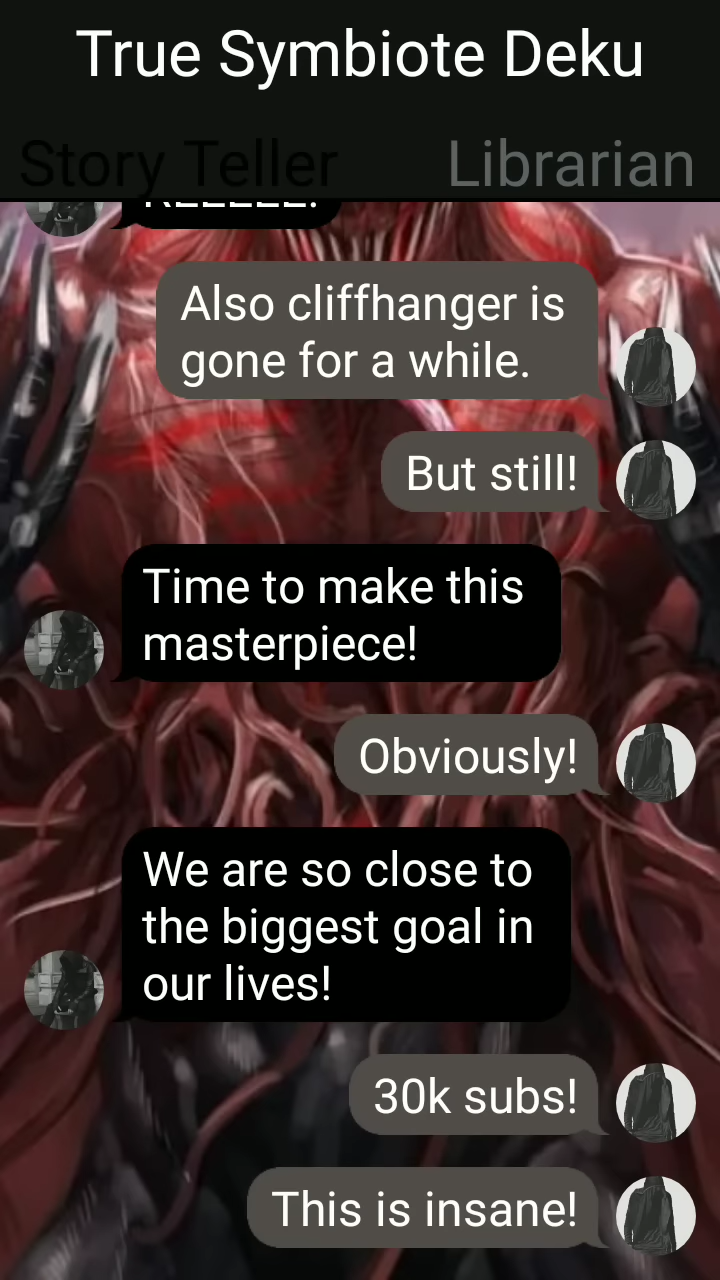 True Symbiote Deku
Story Teller Librarian
Also cliffhanger is
gone for a while.
But still!
Time to make this
masterpiece!
Obviously!
We are so close to
the biggest goal in
our lives!
30k subs!
This is insane!